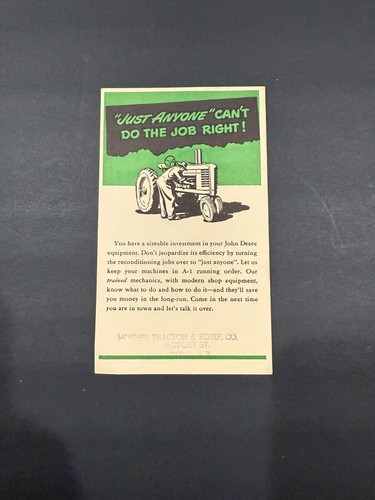 "JUST ANYONE" CAN'T
DO THE JOB RIGHT!
You have a sizeable investment in your John Deere
equipment. Don't jeopardize its efficiency by turning
the reconditioning jobs over to "just anyone". Let us
keep your machines in A-1 running order. Our
trained mechanics, with modern shop equipment,
know what to do and how to do it—and they'll save
you money in the long-run. Come in the next time
you are in town and let's talk it over.
TRACTOR & EQUIP. CO.
ST.